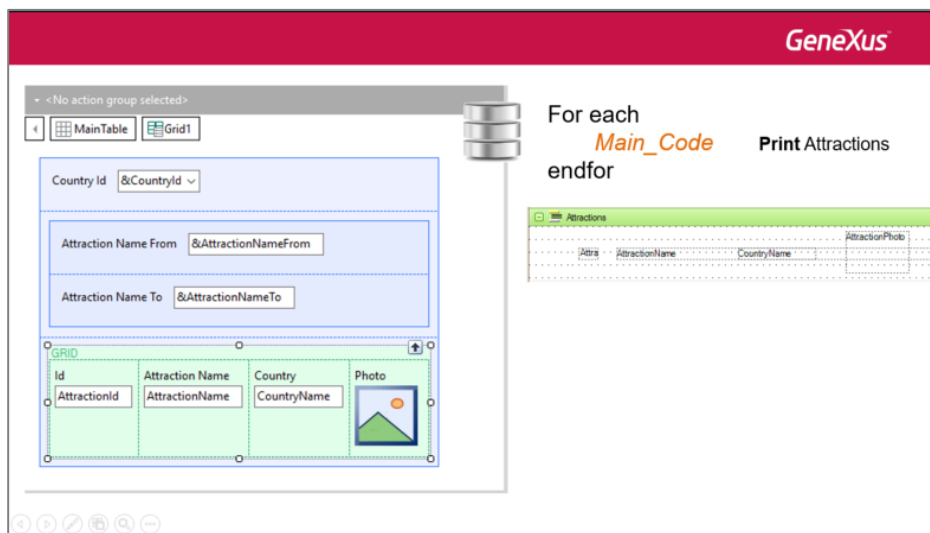 GeneXus
<No action group selected>
MainTable
Grid1
Country Id
&CountryId
Attraction Name From
&AttractionNameFrom
Attraction Name To
&AttractionNameTo
GRID
Id
Attraction Name
Country
Photo
AttractionId
AttractionName
CountryName
For each
Main_Code
Print Attractions
endfor
Attractions
AttractionPhoto
Attra
AttractionName
CountryName